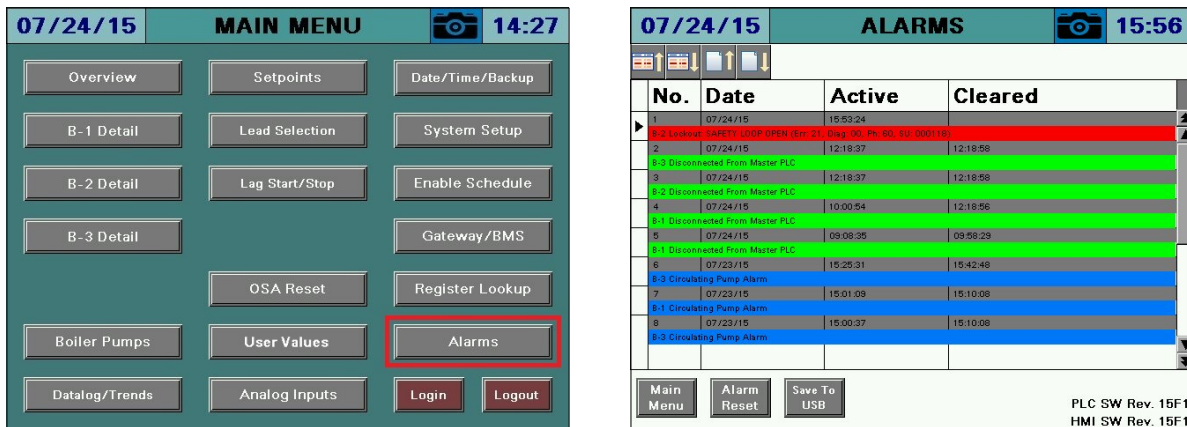 07/24/15 MAIN MENU 14:27
Overview Setpoints Date/Time/Backup
B-1 Detail Lead Selection System Setup
B-2 Detail Lag Start/Stop Enable Schedule
B-3 Detail Gateway/BMS
OSA Reset Register Lookup
Boiler Pumps User Values Alarms
Datalog/Trends Analog Inputs Login Logout
07/24/15 ALARMS 15:56
No. Date Active Cleared
1 07/24/15 15:53:24
B-2 Lockout: SAFETY LOOP OPEN (Err: 21, Diag: 00, Ph: 60, SU: 000116)
2 07/24/15 12:18:37 12:18:58
B-3 Disconnected From Master PLC
3 07/24/15 12:18:37 12:18:58
B-2 Disconnected From Master PLC
4 07/24/15 10:00:54 12:18:56
B-1 Disconnected From Master PLC
5 07/24/15 09:08:35 09:58:29
B-1 Disconnected From Master PLC
6 07/23/15 15:25:31 15:42:48
B-3 Circulating Pump Alarm
7 07/23/15 15:01:09 15:10:08
B-1 Circulating Pump Alarm
8 07/23/15 15:00:37 15:10:08
B-3 Circulating Pump Alarm
Main Menu
Alarm Reset
Save To USB
PLC SW Rev. 15F1
HMI SW Rev. 15F1